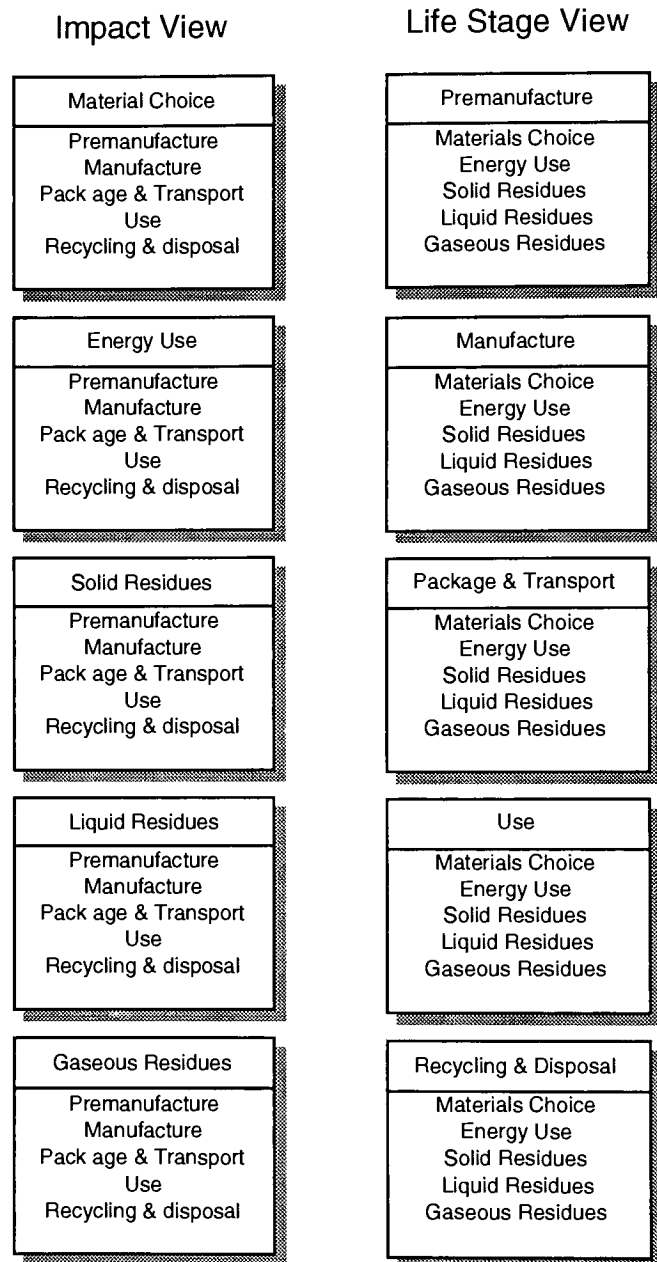 Impact View
Material Choice
Premanufacture
Manufacture
Pack age & Transport
Use
Recycling & disposal
Energy Use
Premanufacture
Manufacture
Pack age & Transport
Use
Recycling & disposal
Solid Residues
Premanufacture
Manufacture
Pack age & Transport
Use
Recycling & disposal
Liquid Residues
Premanufacture
Manufacture
Pack age & Transport
Use
Recycling & disposal
Gaseous Residues
Premanufacture
Manufacture
Pack age & Transport
Use
Recycling & disposal
Life Stage View
Premanufacture
Materials Choice
Energy Use
Solid Residues
Liquid Residues
Gaseous Residues
Manufacture
Materials Choice
Energy Use
Solid Residues
Liquid Residues
Gaseous Residues
Package & Transport
Materials Choice
Energy Use
Solid Residues
Liquid Residues
Gaseous Residues
Use
Materials Choice
Energy Use
Solid Residues
Liquid Residues
Gaseous Residues
Recycling & Disposal
Materials Choice
Energy Use
Solid Residues
Liquid Residues
Gaseous Residues